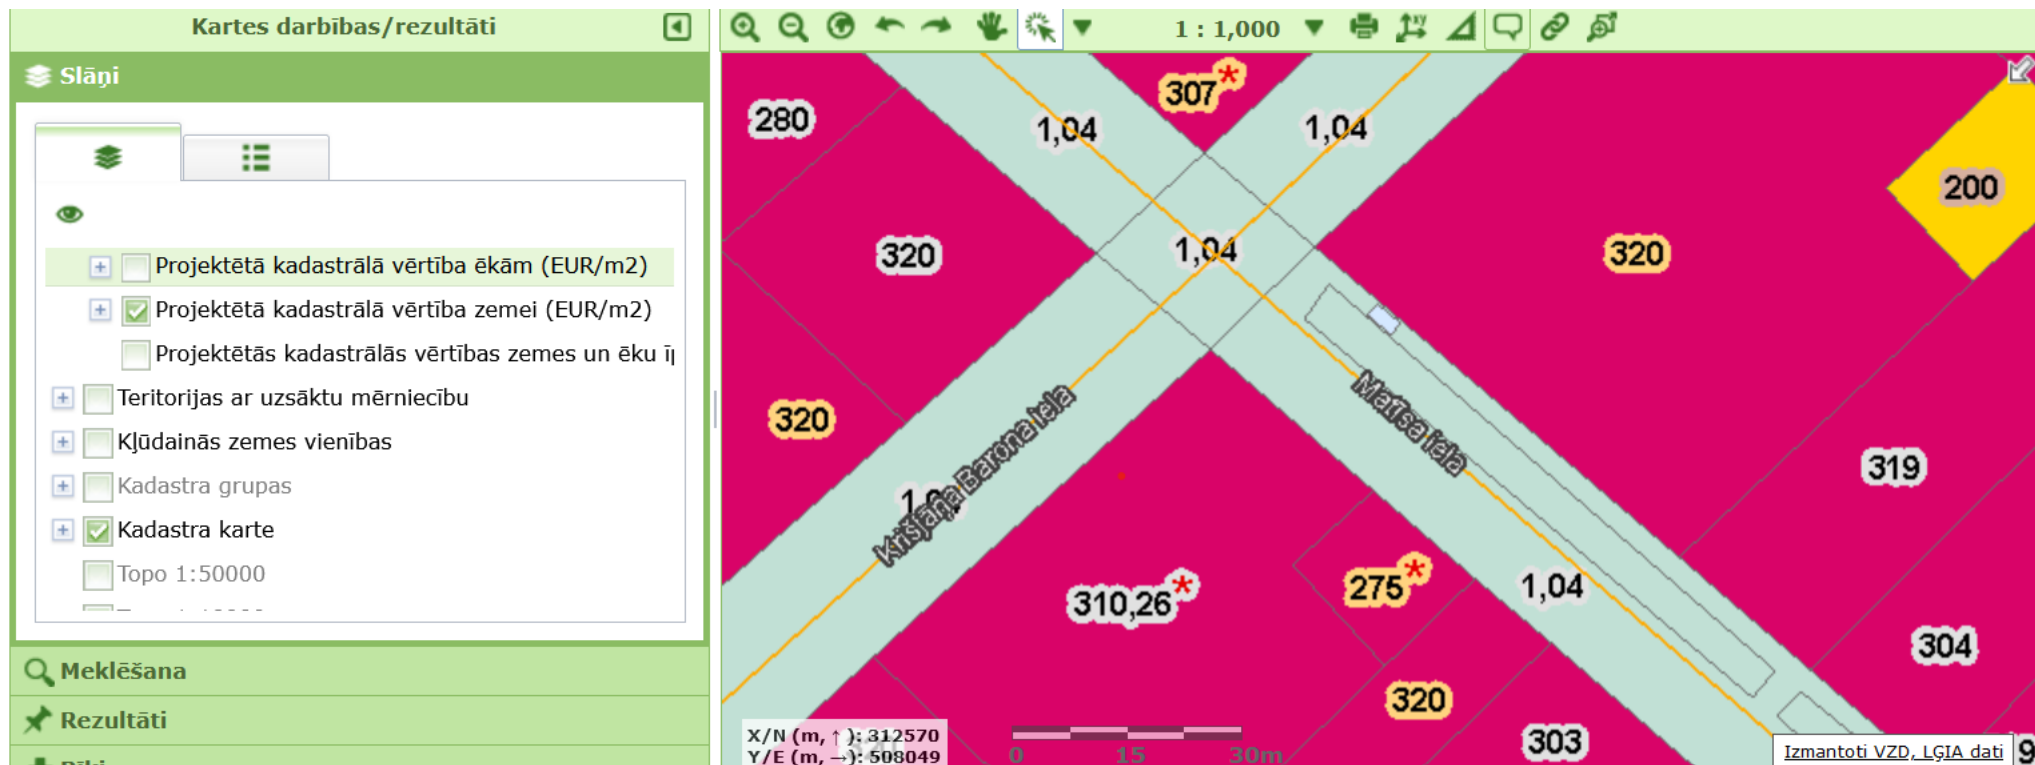 Kartes darbības/rezultāti
1 : 1,000
Slāņi
Projektētā kadastrālā vērtība ēkām (EUR/m2)
Projektētā kadastrālā vērtība zemei (EUR/m2)
Projektētās kadastrālās vērtības zemes un ēku
Teritorijas ar uzsāktu mērniecību
Kļūdainās zemes vienības
Kadastra grupas
Kadastra karte
Topo 1:50000
Meklēšana
Rezultāti
307*
280
1,04
1,04
200
320
1,04
320
320
Krišjāņa Barona iela
Matīsa iela
319
310,26*
275*
1,04
304
320
303
X/N (m, ↑ ): 312570
Y/E (m, →): 508049
0 15 30m
Izmantoti VZD, LĢIA dati